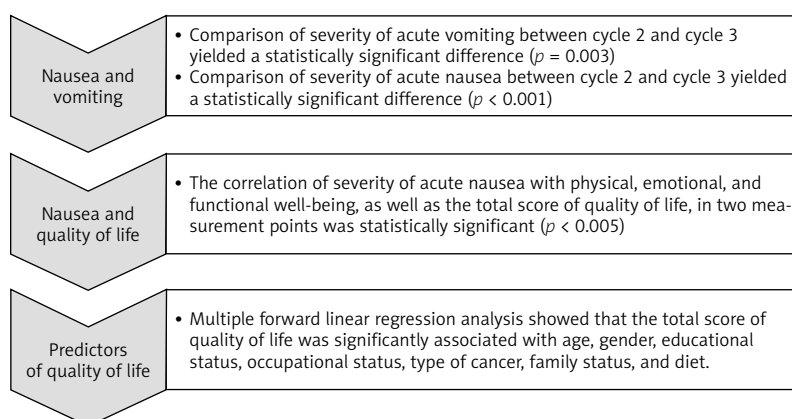 Nausea and
vomiting
• Comparison of severity of acute vomiting between cycle 2 and cycle 3
yielded a statistically significant difference (p = 0.003)
• Comparison of severity of acute nausea between cycle 2 and cycle 3 yielded
a statistically significant difference (p < 0.001)
Nausea and
quality of life
• The correlation of severity of acute nausea with physical, emotional, and
functional well-being, as well as the total score of quality of life, in two mea-
surement points was statistically significant (p < 0.005)
Predictors
of quality of life
• Multiple forward linear regression analysis showed that the total score of
quality of life was significantly associated with age, gender, educational
status, occupational status, type of cancer, family status, and diet.